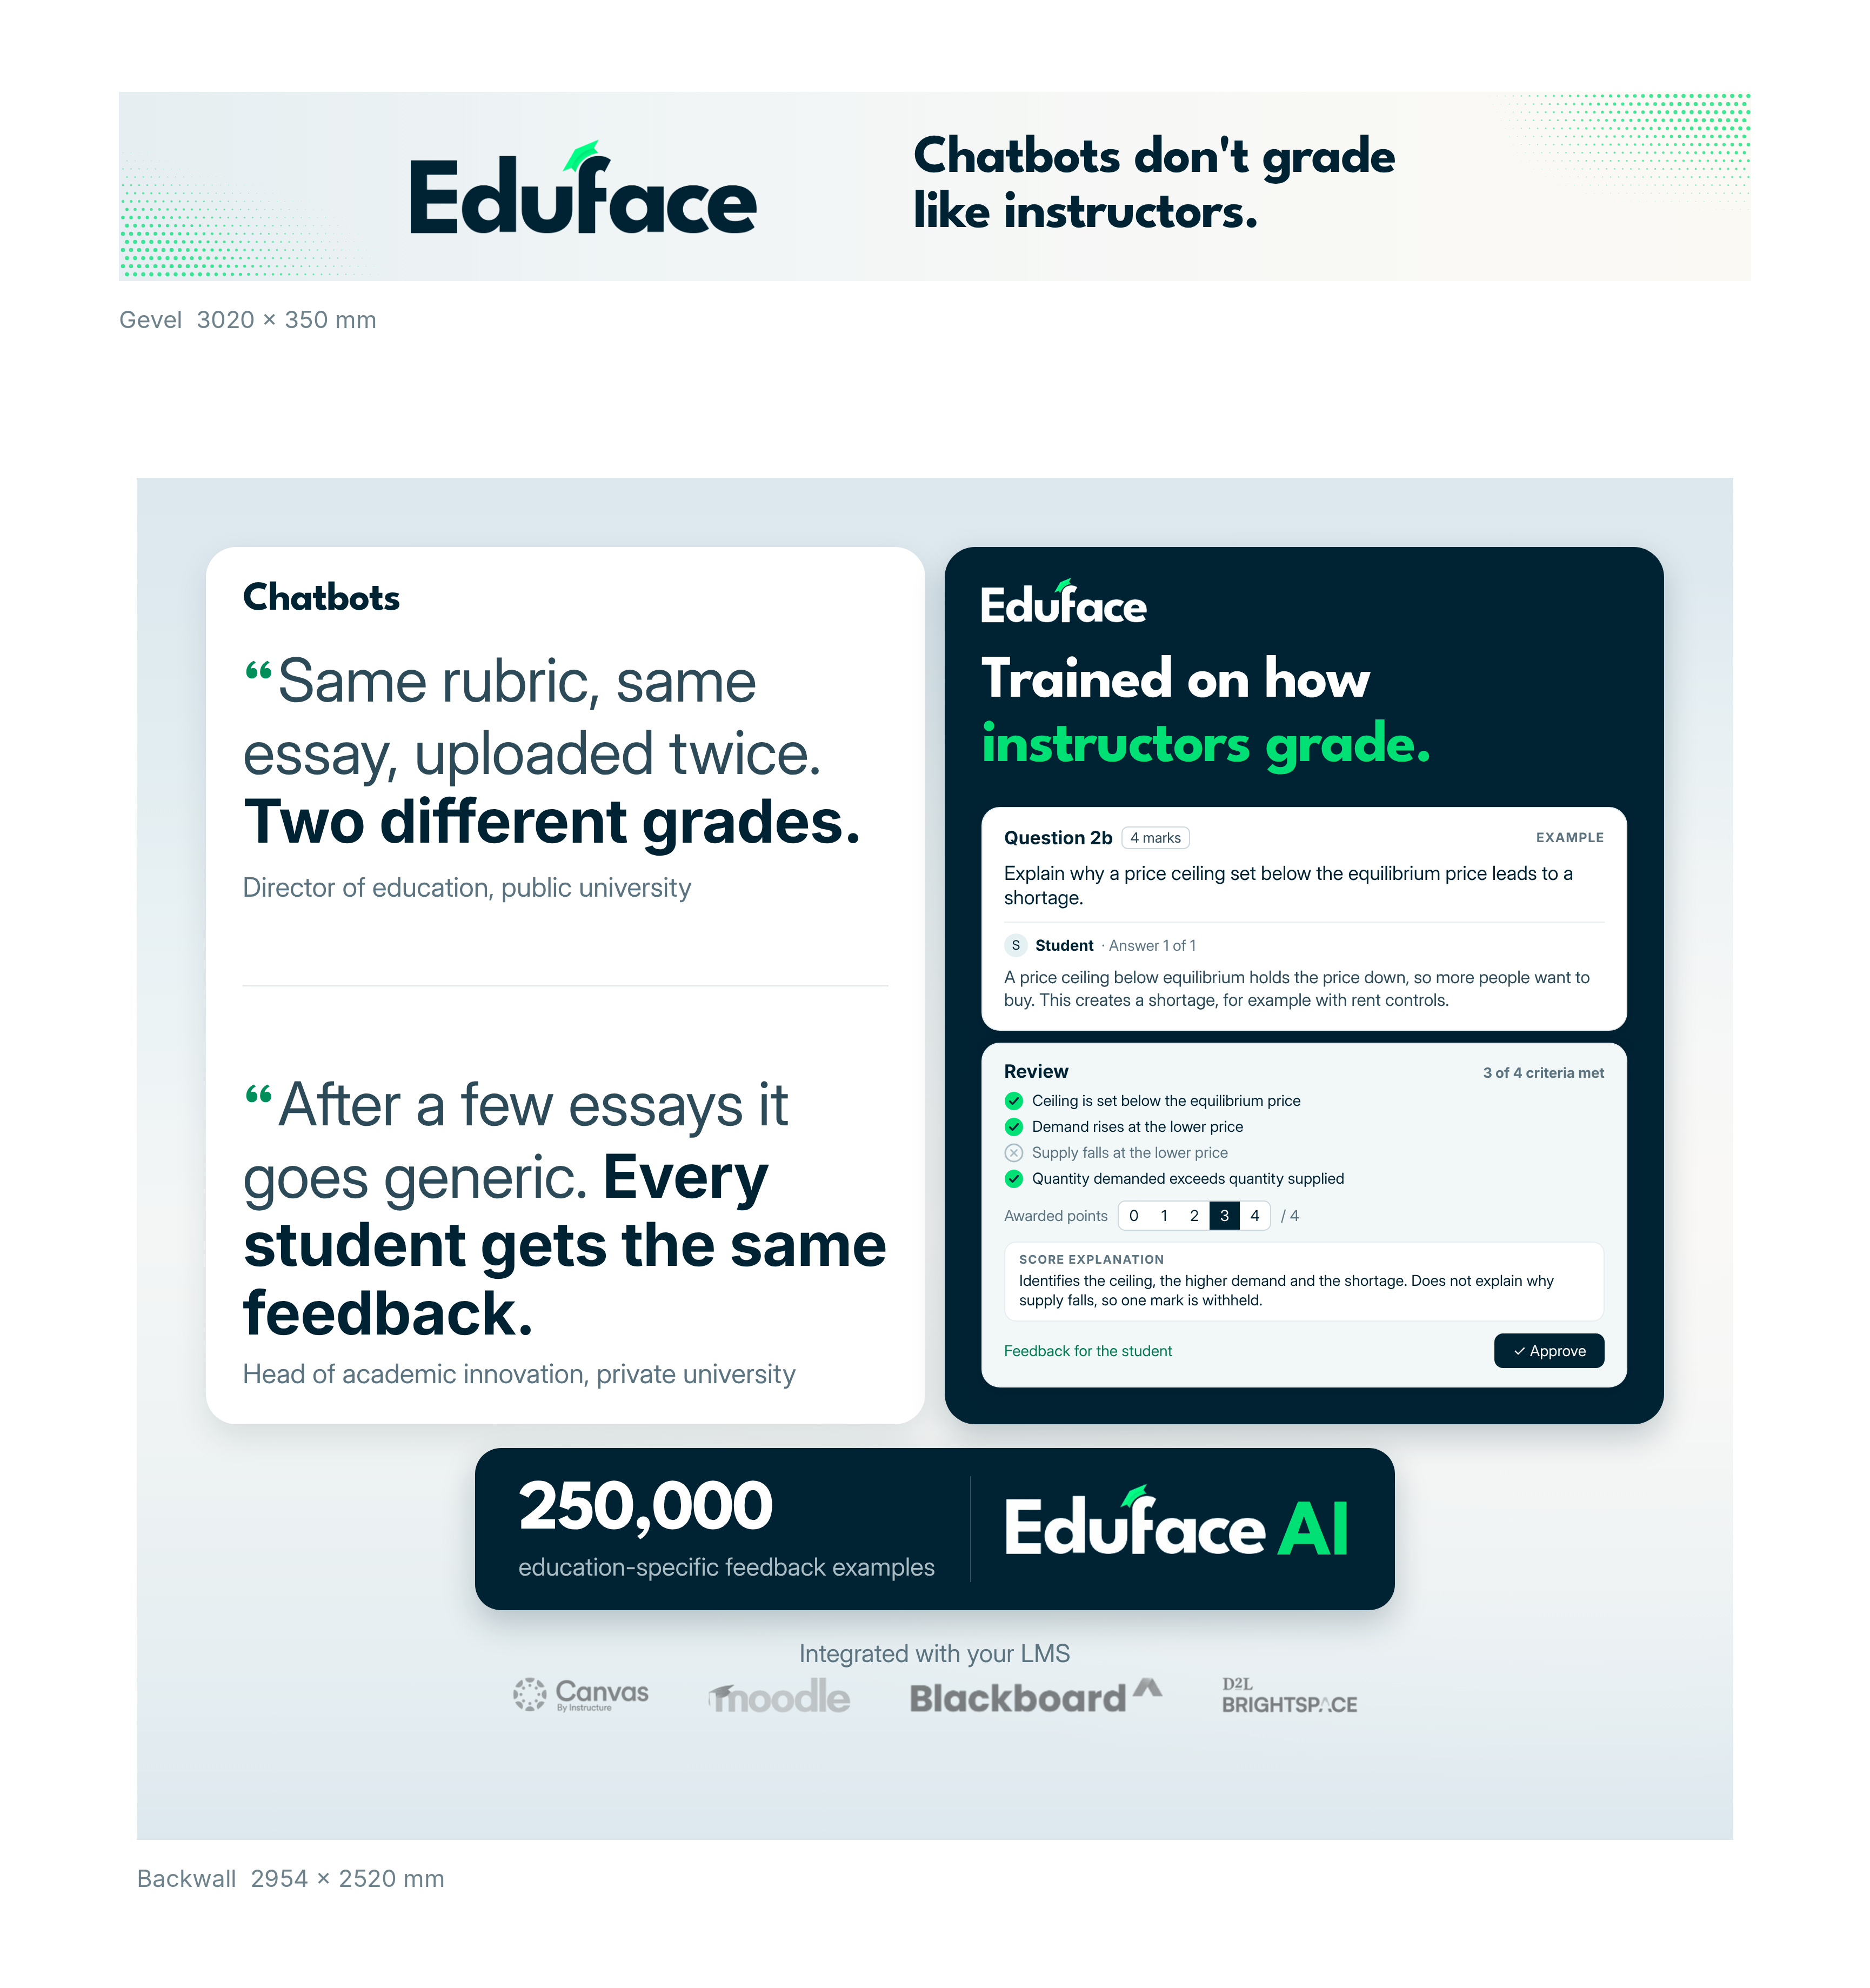 Eduface
Chatbots don't grade
like instructors.
Gevel 3020 × 350 mm
Chatbots
“Same rubric, same
essay, uploaded twice.
Two different grades.
Director of education, public university
“After a few essays it
goes generic. Every
student gets the same
feedback.
Head of academic innovation, private university
Eduface
Trained on how
instructors grade.
Question 2b 4 marks EXAMPLE
Explain why a price ceiling set below the equilibrium price leads to a
shortage.
S Student · Answer 1 of 1
A price ceiling below equilibrium holds the price down, so more people want to
buy. This creates a shortage, for example with rent controls.
Review 3 of 4 criteria met
Ceiling is set below the equilibrium price
Demand rises at the lower price
Supply falls at the lower price
Quantity demanded exceeds quantity supplied
Awarded points 0 1 2 3 4 / 4
SCORE EXPLANATION
Identifies the ceiling, the higher demand and the shortage. Does not explain why
supply falls, so one mark is withheld.
Feedback for the student ✓ Approve
250,000
education-specific feedback examples
Eduface AI
Integrated with your LMS
Canvas
By Instructure
moodle
Blackboard
D2L
BRIGHTSPACE
Backwall 2954 × 2520 mm